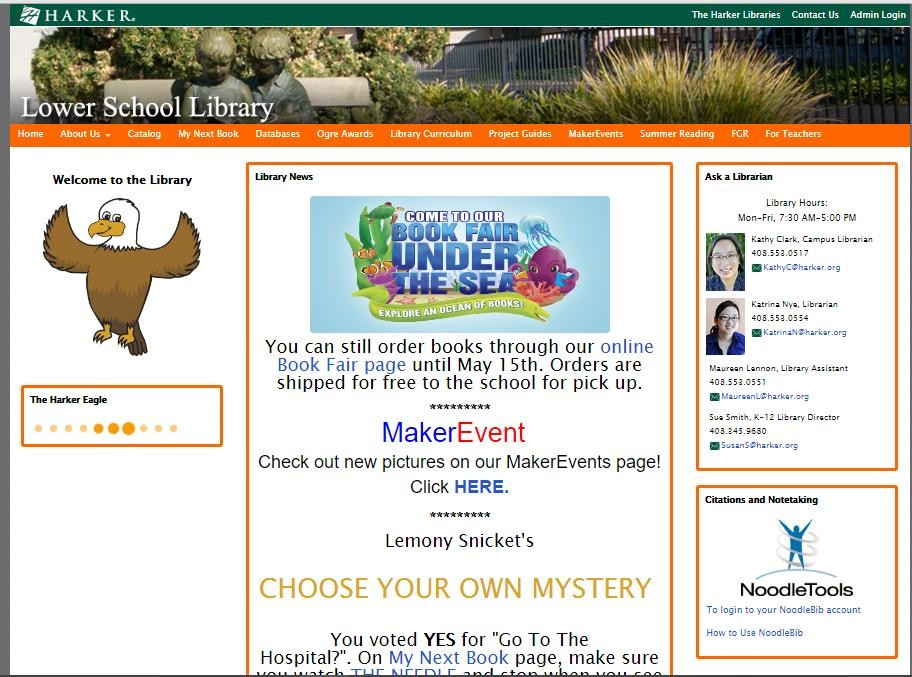 HARKER®
The Harker Libraries Contact Us Admin Login
Lower School Library
Home About Us Catalog My Next Book Databases Ogre Awards Library Curriculum Project Guides MakerEvents Summer Reading FGR For Teachers
Welcome to the Library
The Harker Eagle
Library News
COME TO OUR
BOOK FAIR
UNDER
THE SEA
EXPLORE AN OCEAN OF BOOKS!
You can still order books through our online
Book Fair page until May 15th. Orders are
shipped for free to the school for pick up.
*********
MakerEvent
Check out new pictures on our MakerEvents page!
Click HERE.
*********
Lemony Snicket's
CHOOSE YOUR OWN MYSTERY
You voted YES for "Go To The
Hospital?". On My Next Book page, make sure
you watch THE NEEDLE and stop when you see
Ask a Librarian
Library Hours:
Mon-Fri, 7:30 AM-5:00 PM
Kathy Clark, Campus Librarian
408.553.0517
KathyC@harker.org
Katrina Nye, Librarian
408.553.0554
KatrinaN@harker.org
Maureen Lennon, Library Assistant
408.553.0551
MaureenL@harker.org
Sue Smith, K-12 Library Director
408.345.9680
SusanS@harker.org
Citations and Notetaking
NoodleTools
To login to your NoodleBib account
How to Use NoodleBib